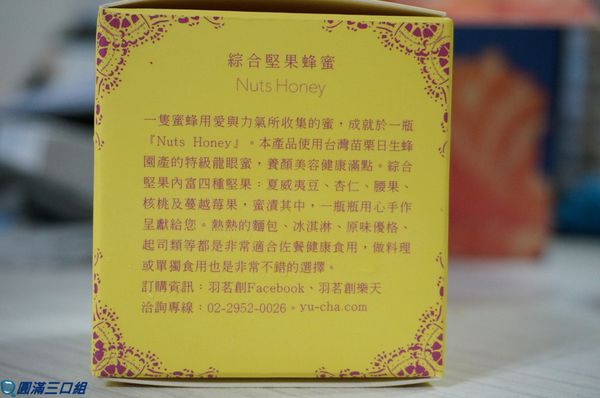 綜合堅果蜂蜜
Nuts Honey
一隻蜜蜂用愛與力氣所收集的蜜，成就於一瓶
『Nuts Honey』。本產品使用台灣苗栗日生蜂
園產的特級龍眼蜜，養顏美容健康滿點。綜合
堅果內富四種堅果：夏威夷豆、杏仁、腰果、
核桃及蔓越莓果，蜜漬其中，一瓶瓶用心手作
呈獻給您。熱熱的麵包、冰淇淋、原味優格、
起司類等都是非常適合佐餐健康食用，做料理
或單獨食用也是非常不錯的選擇。
訂購資訊：羽茗創Facebook、羽茗創樂天
洽詢專線：02-2952-0026。yu-cha.com
圓滿三口組